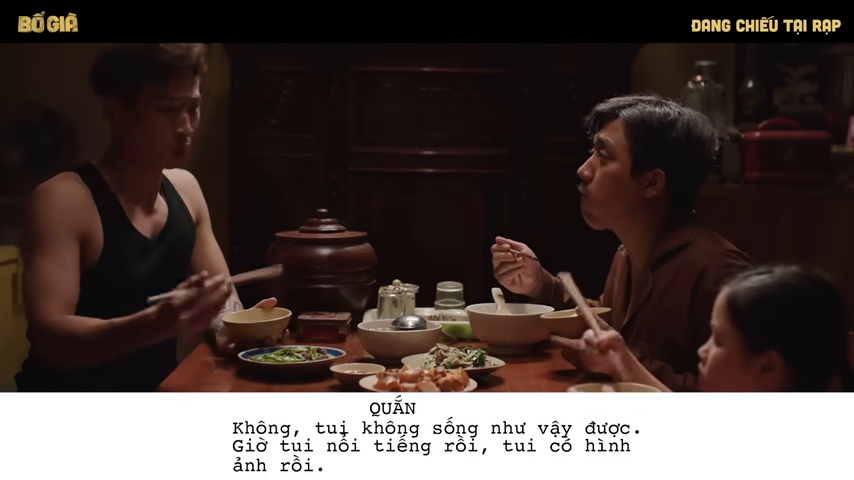 BỐ GIÀ
ĐANG CHIẾU TẠI RẠP
QUẮN
Không, tui không sống như vậy được.
Giờ tui nổi tiếng rồi, tui có hình
ảnh rồi.